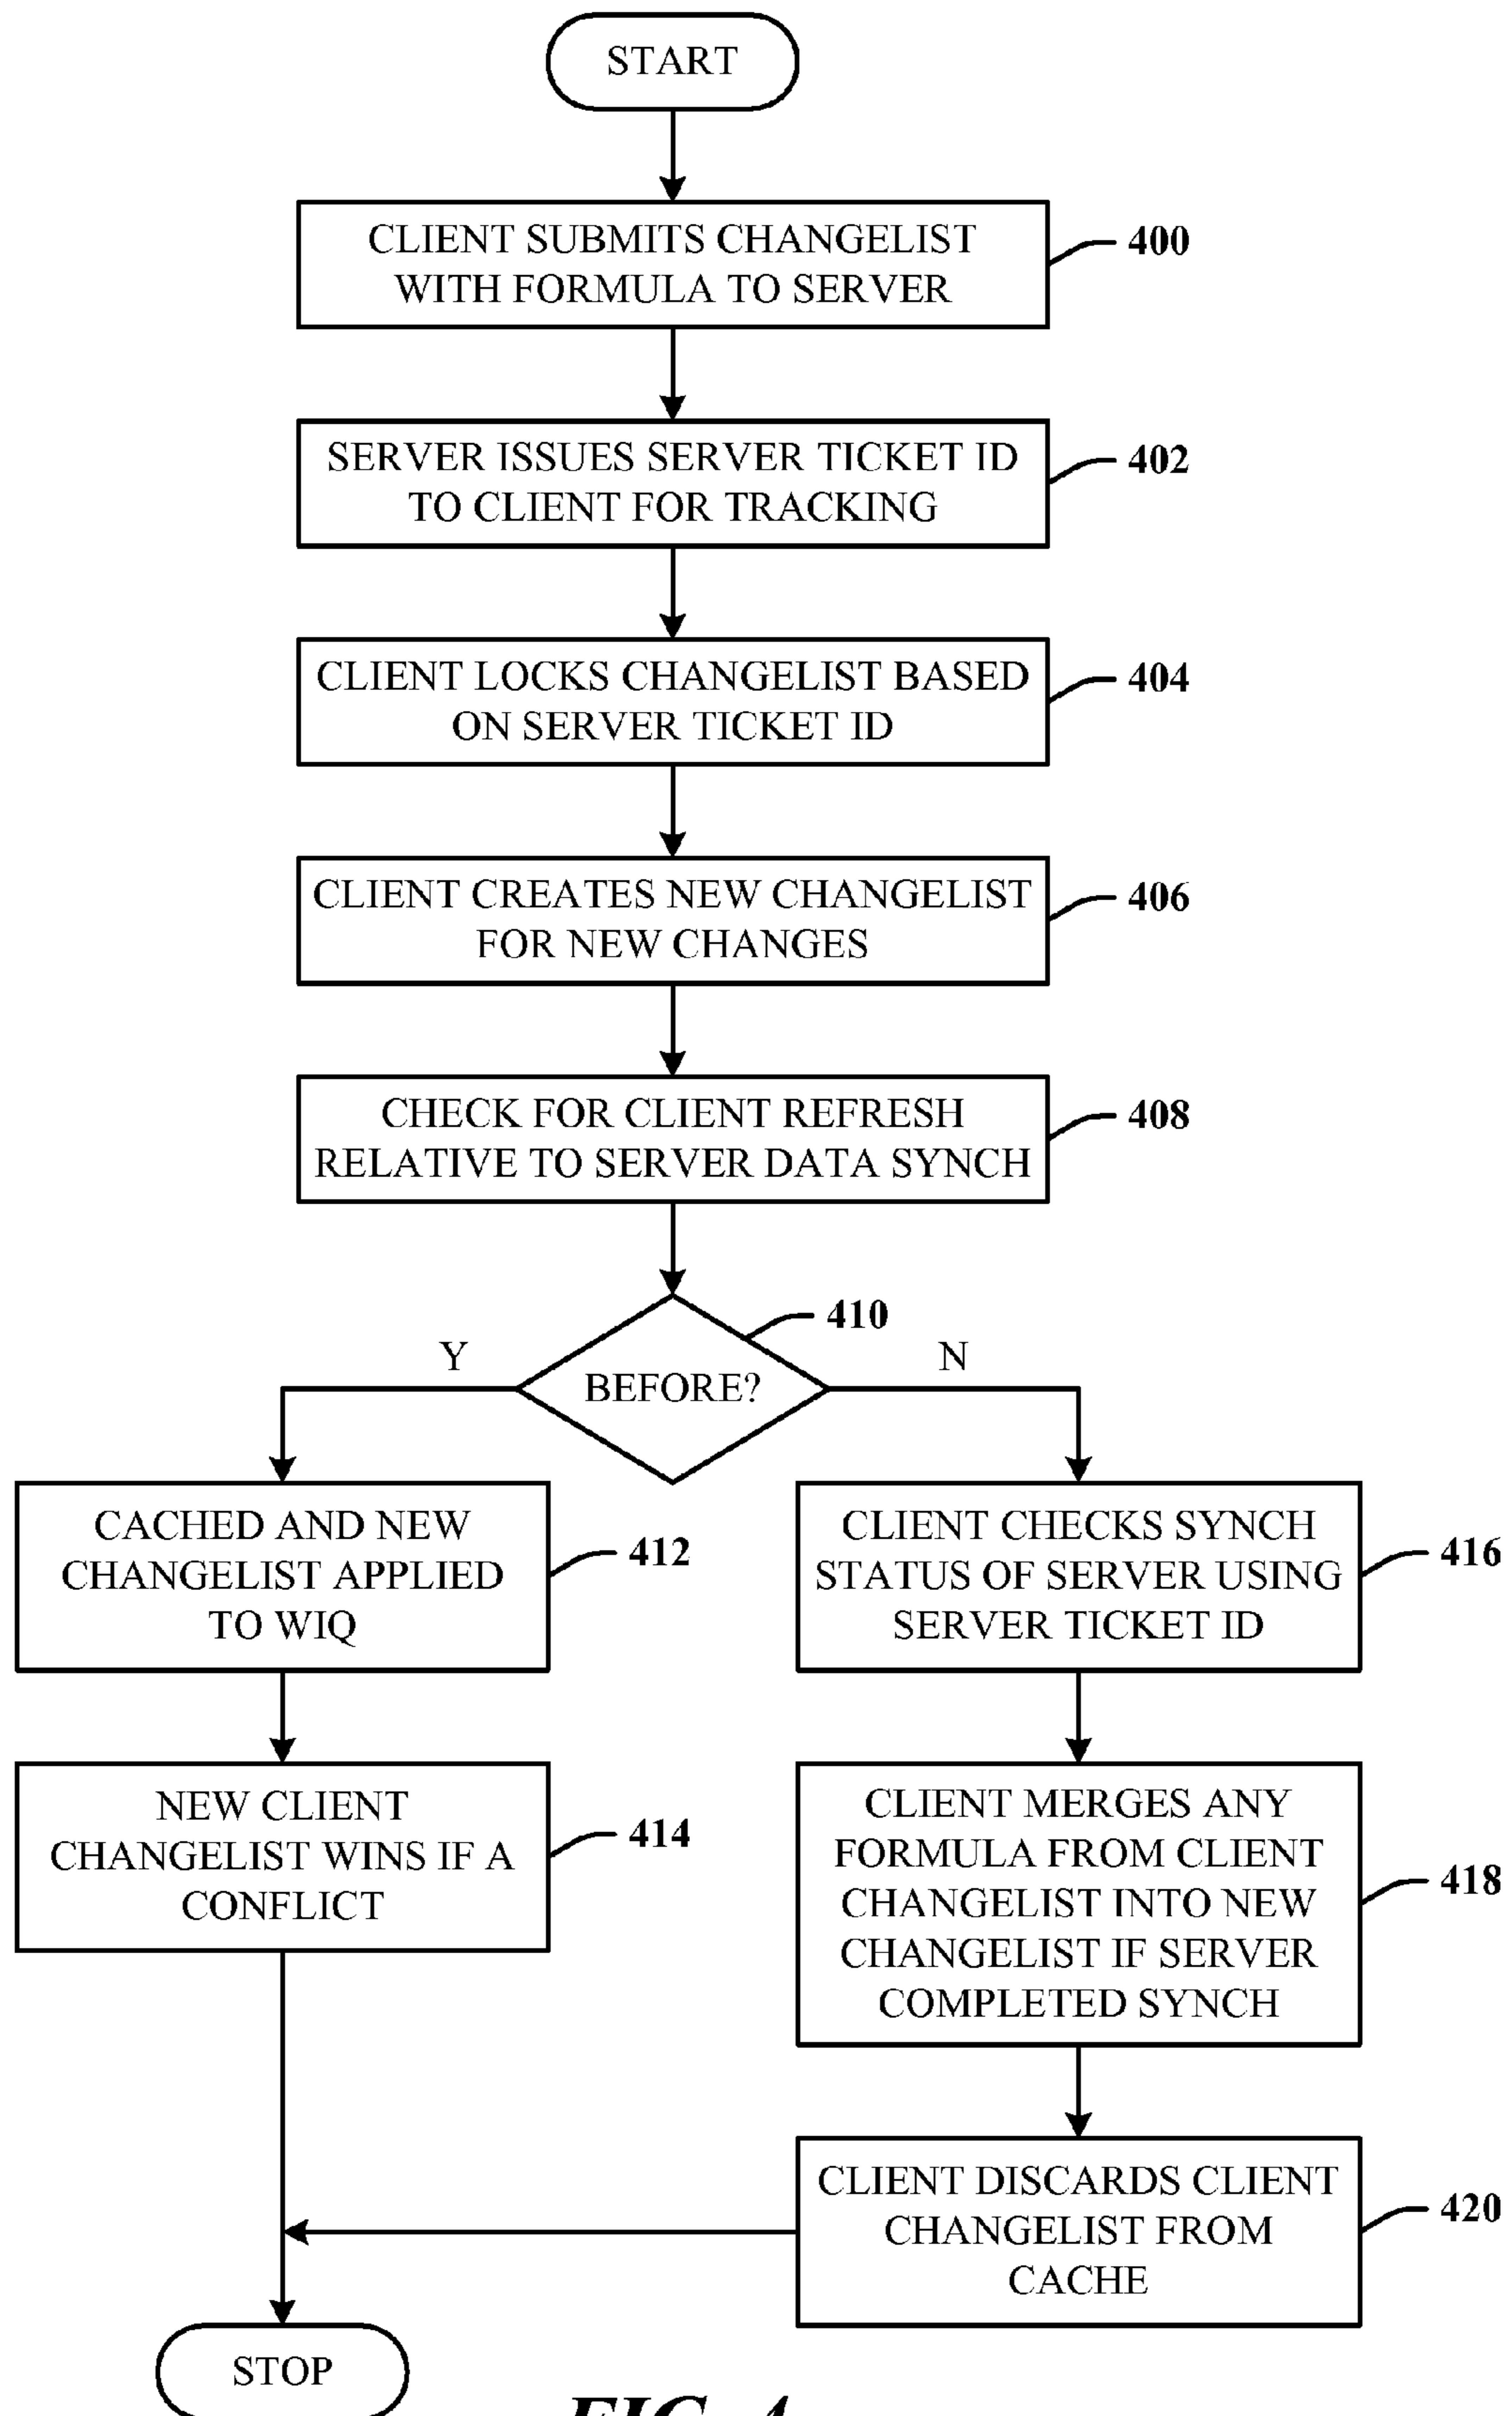 START
CLIENT SUBMITS CHANGELIST
WITH FORMULA TO SERVER
400
SERVER ISSUES SERVER TICKET ID
TO CLIENT FOR TRACKING
402
CLIENT LOCKS CHANGELIST BASED
ON SERVER TICKET ID
404
CLIENT CREATES NEW CHANGELIST
FOR NEW CHANGES
406
CHECK FOR CLIENT REFRESH
RELATIVE TO SERVER DATA SYNCH
408
410
Y
BEFORE?
N
CACHED AND NEW
CHANGELIST APPLIED
TO WIQ
412
NEW CLIENT
CHANGELIST WINS IF A
CONFLICT
414
CLIENT CHECKS SYNCH
STATUS OF SERVER USING
SERVER TICKET ID
416
CLIENT MERGES ANY
FORMULA FROM CLIENT
CHANGELIST INTO NEW
CHANGELIST IF SERVER
COMPLETED SYNCH
418
CLIENT DISCARDS CLIENT
CHANGELIST FROM
CACHE
420
STOP
FIG. 4